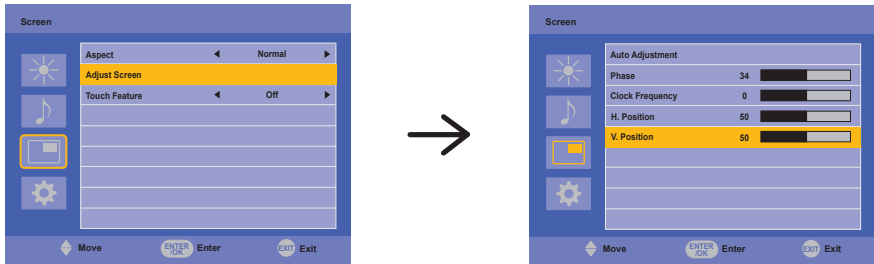 Screen
Aspect Normal
Adjust Screen
Touch Feature Off
Move ENTER /OK Enter EXIT Exit
Screen
Auto Adjustment
Phase 34
Clock Frequency 0
H. Position 50
V. Position 50
Move ENTER /OK Enter EXIT Exit